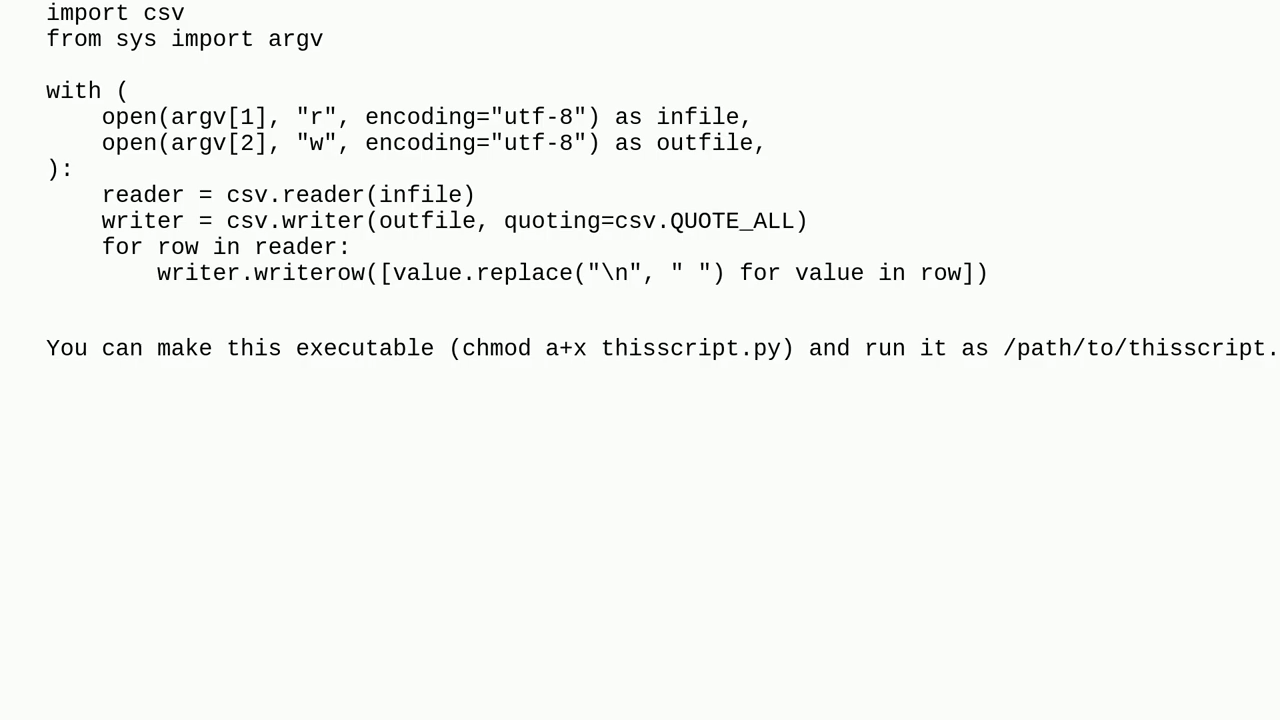 import csv
from sys import argv
with (
    open(argv[1], "r", encoding="utf-8") as infile,
    open(argv[2], "w", encoding="utf-8") as outfile,
):
    reader = csv.reader(infile)
    writer = csv.writer(outfile, quoting=csv.QUOTE_ALL)
    for row in reader:
        writer.writerow([value.replace("\n", " ") for value in row])
You can make this executable (chmod a+x thisscript.py) and run it as /path/to/thisscript.